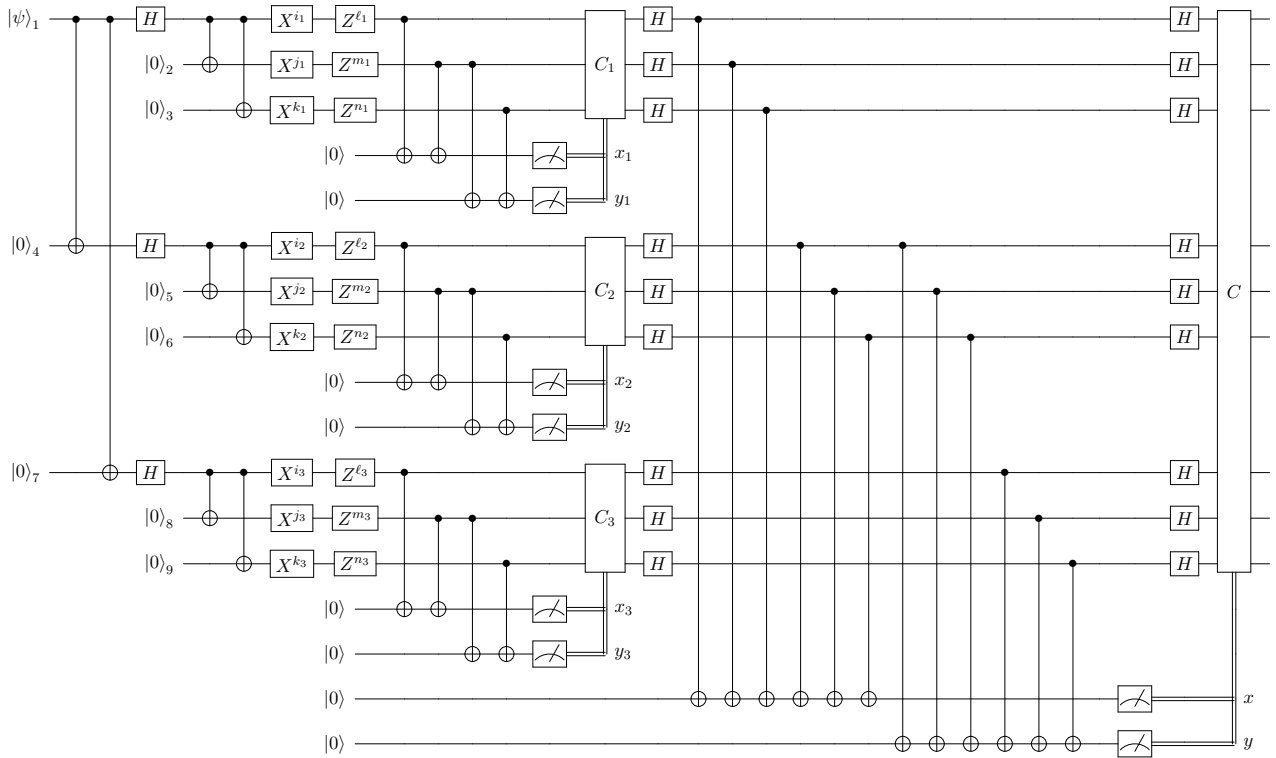 |ψ⟩₁ H X^{i₁} Z^{ℓ₁} H H
|0⟩₂ X^{j₁} Z^{m₁} C₁ H H
|0⟩₃ X^{k₁} Z^{n₁} H H
|0⟩ x₁
|0⟩ y₁
|0⟩₄ H X^{i₂} Z^{ℓ₂} H H
|0⟩₅ X^{j₂} Z^{m₂} C₂ H H C
|0⟩₆ X^{k₂} Z^{n₂} H H
|0⟩ x₂
|0⟩ y₂
|0⟩₇ H X^{i₃} Z^{ℓ₃} H H
|0⟩₈ X^{j₃} Z^{m₃} C₃ H H
|0⟩₉ X^{k₃} Z^{n₃} H H
|0⟩ x₃
|0⟩ y₃
|0⟩ x
|0⟩ y